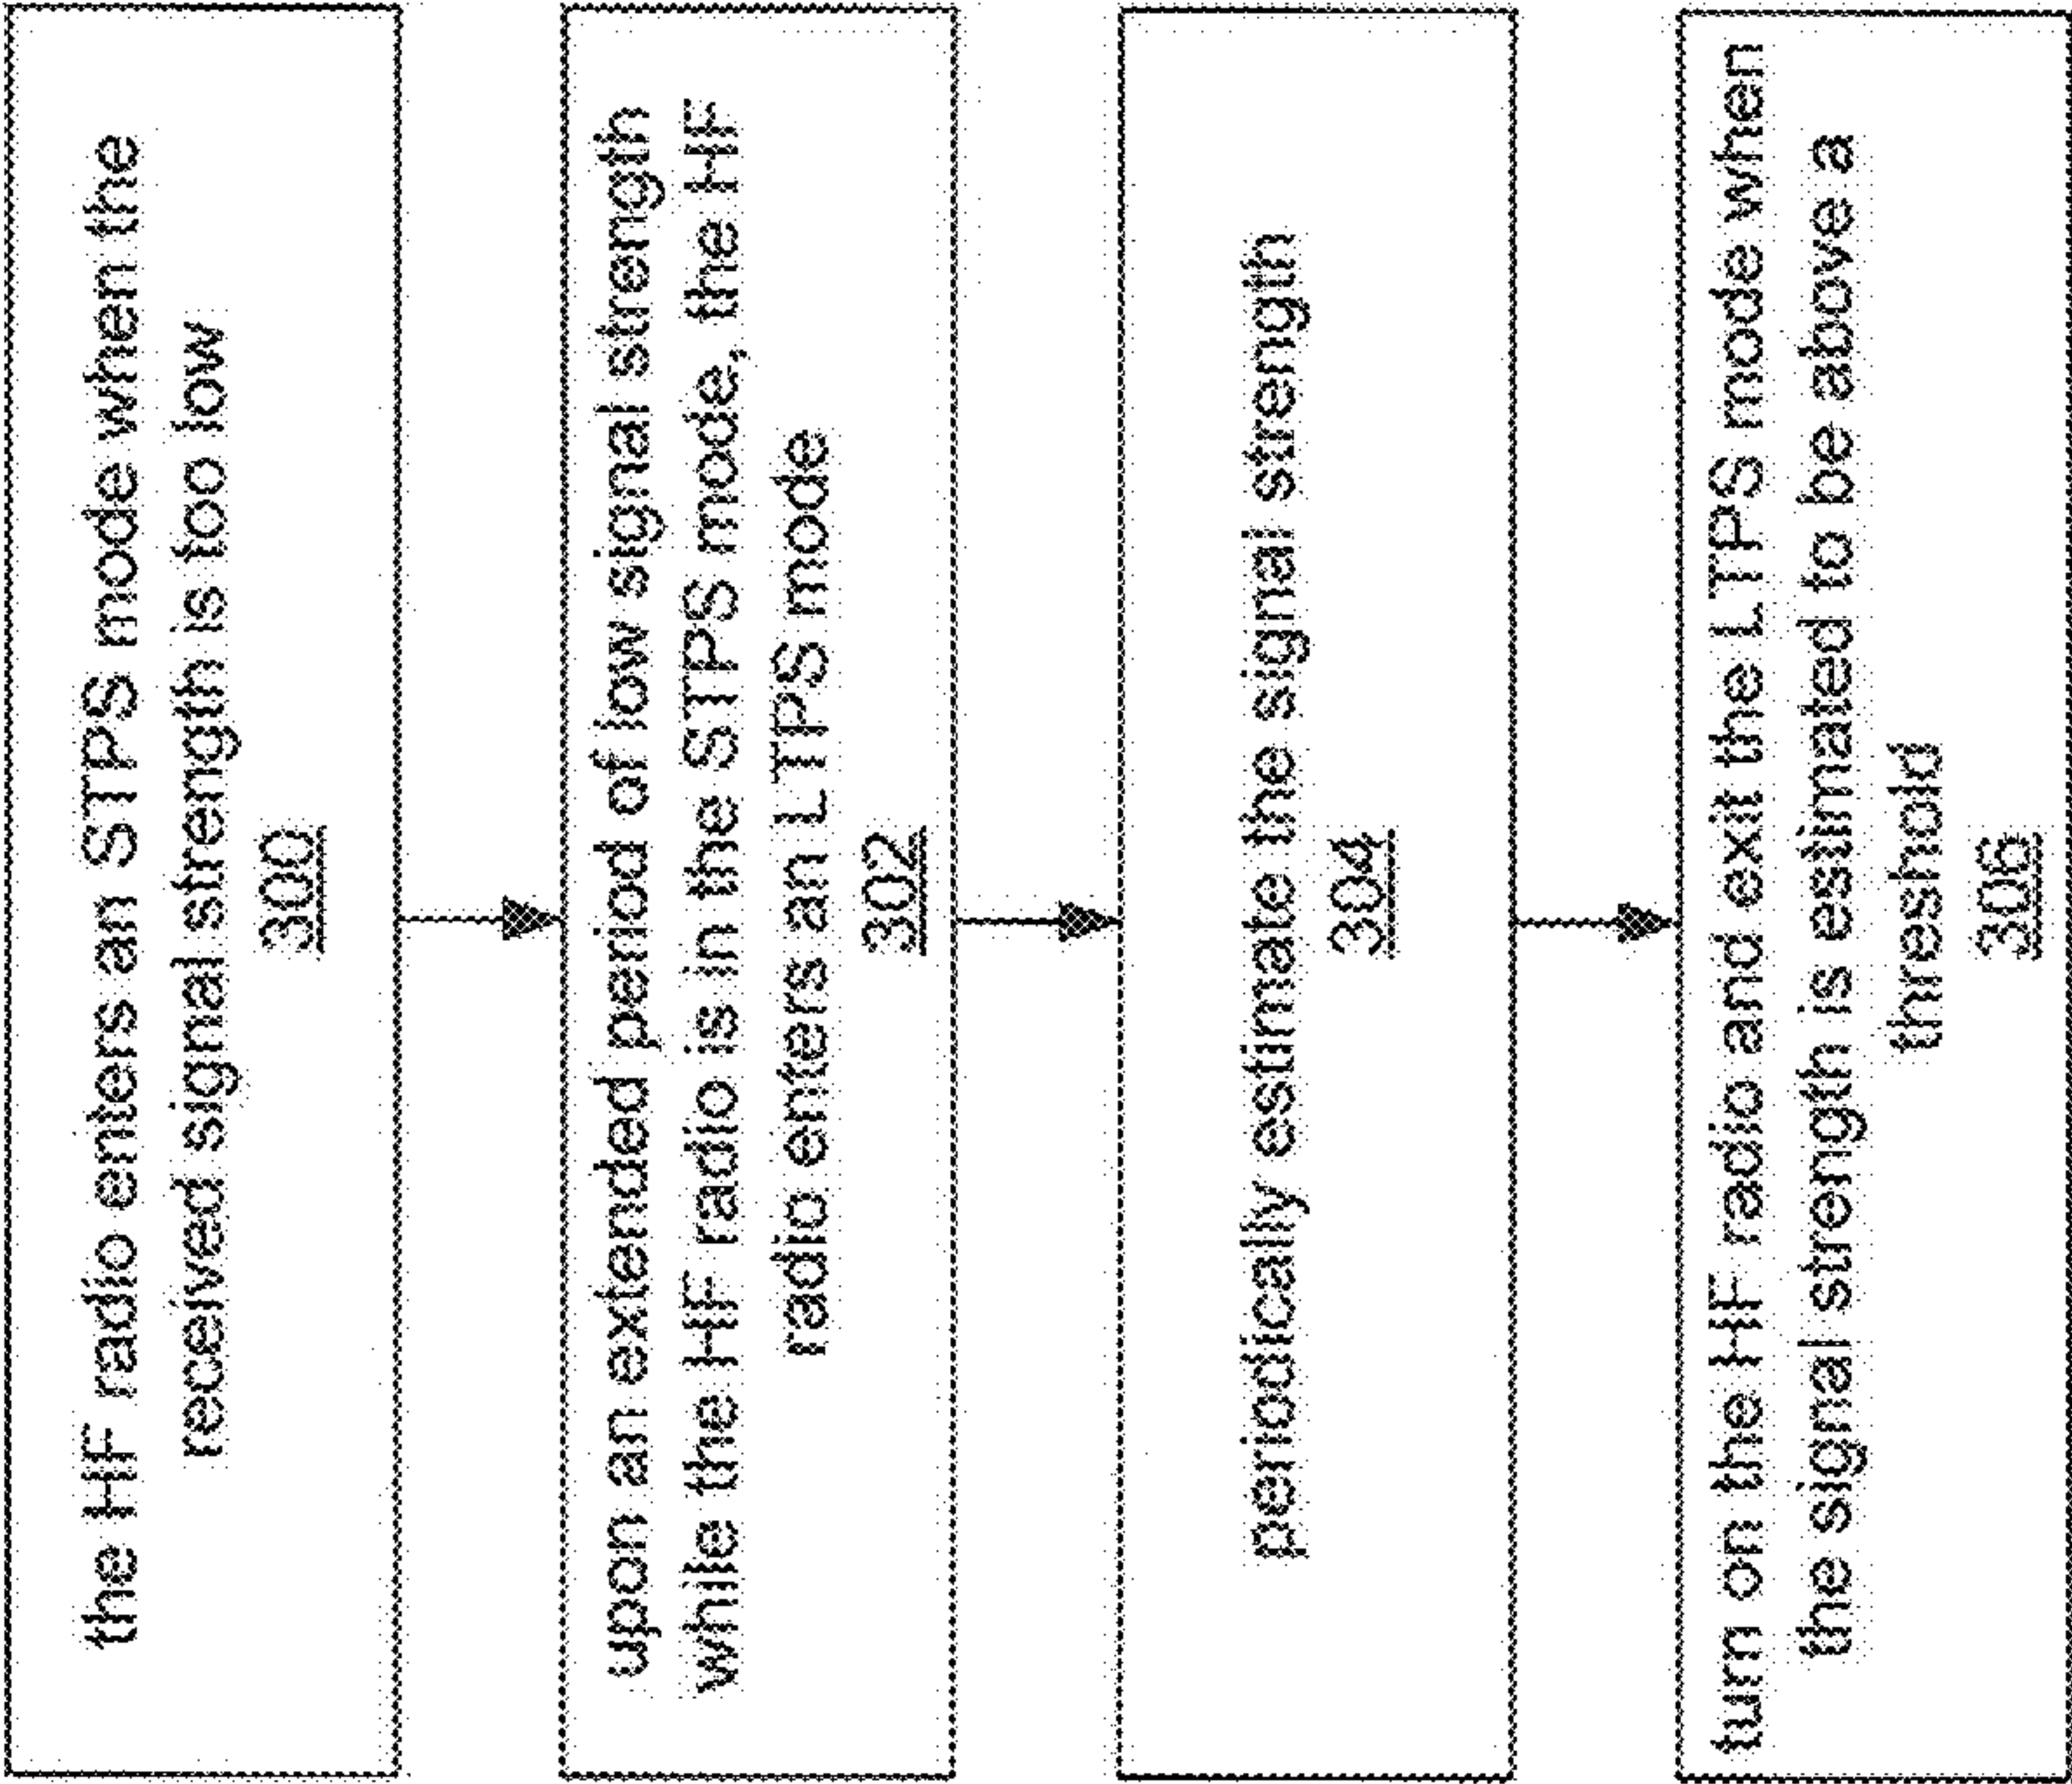 the HF radio enters an STPS mode when the
received signal strength is too low
300
upon an extended period of low signal strength
while the HF radio is in the STPS mode, the HF
radio enters an LTPS mode
302
periodically estimate the signal strength
304
turn on the HF radio and exit the LTPS mode when
the signal strength is estimated to be above a
threshold
306